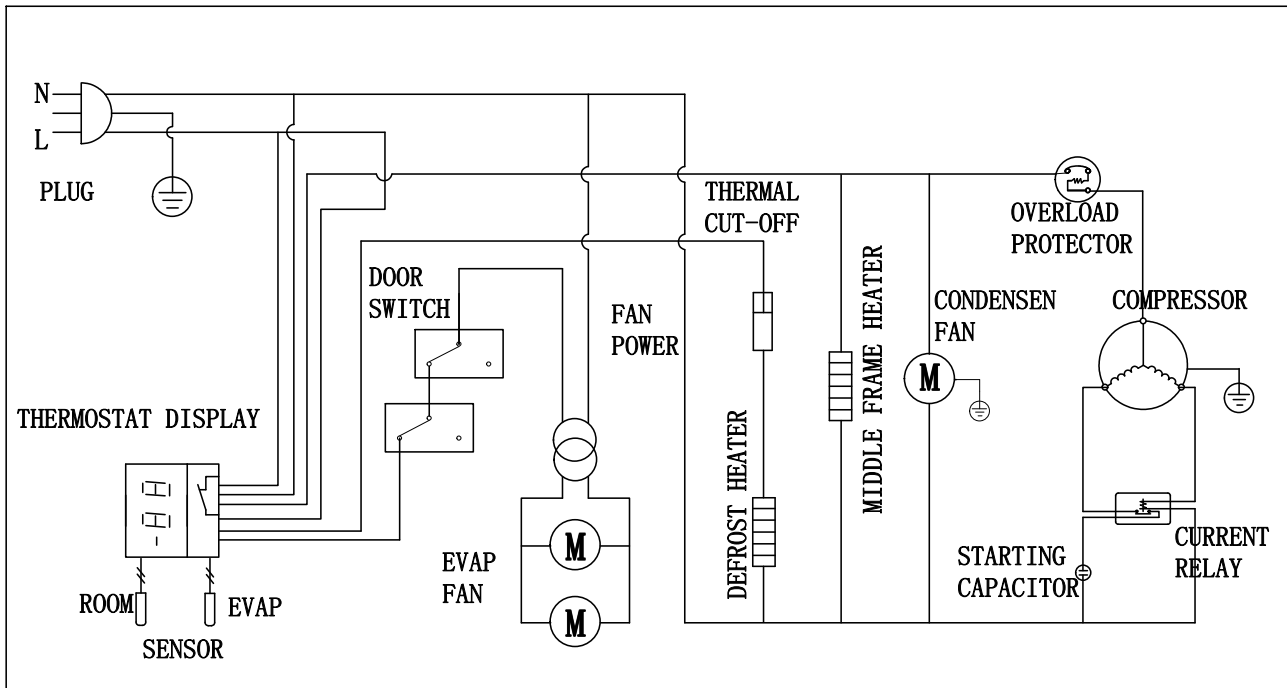 N
L
PLUG
THERMAL
CUT-OFF
OVERLOAD
PROTECTOR
DOOR
SWITCH
FAN
POWER
MIDDLE FRAME HEATER
CONDENSEN
FAN
M
COMPRESSOR
THERMOSTAT DISPLAY
DEFROST HEATER
EVAP
FAN
M
M
STARTING
CAPACITOR
CURRENT
RELAY
ROOM
EVAP
SENSOR